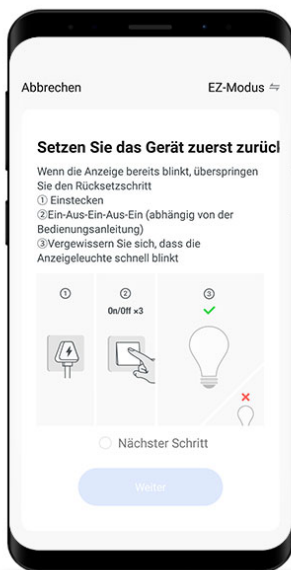 Abbrechen EZ-Modus
Setzen Sie das Gerät zuerst zurück
Wenn die Anzeige bereits blinkt, überspringen
Sie den Rücksetzschritt
① Einstecken
②Ein-Aus-Ein-Aus-Ein (abhängig von der
Bedienungsanleitung)
③Vergewissern Sie sich, dass die
Anzeigeleuchte schnell blinkt
① ② ③
On/Off ×3
Nächster Schritt
Weiter